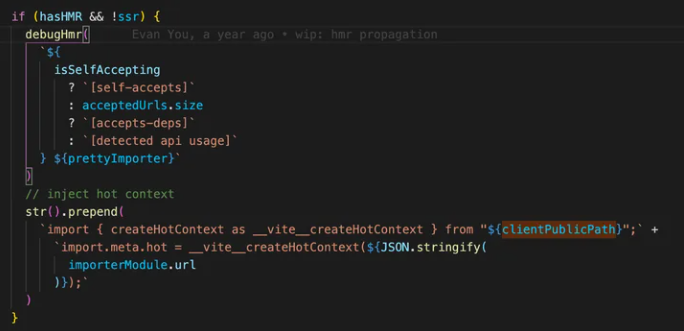 if (hasHMR && !ssr) {
debugHmr(     Evan You, a year ago • wip: hmr propagation
`${
isSelfAccepting
? `[self-accepts]`
: acceptedUrls.size
? `[accepts-deps]`
: `[detected api usage]`
} ${prettyImporter}`
)
// inject hot context
str().prepend(
`import { createHotContext as __vite__createHotContext } from "${clientPublicPath}";` +
`import.meta.hot = __vite__createHotContext(${JSON.stringify(
importerModule.url
)});`
)
}